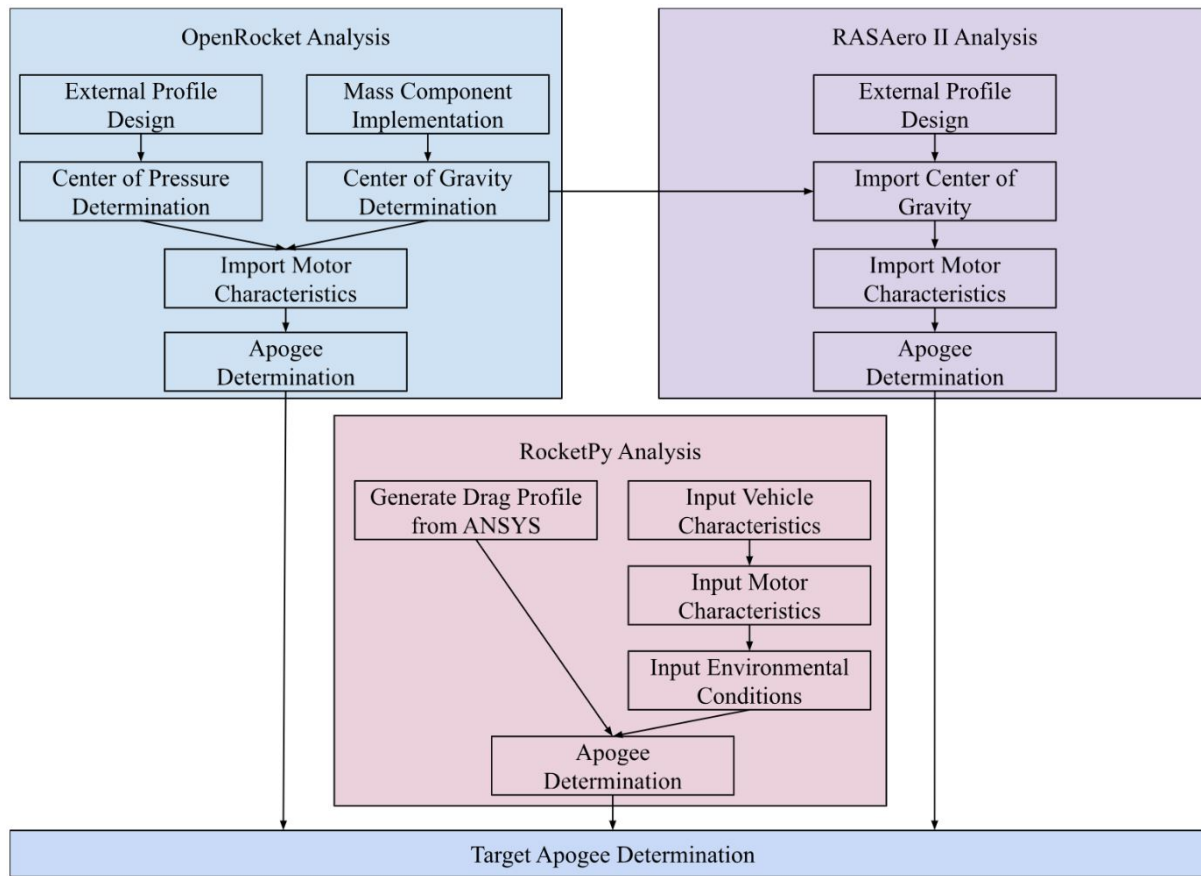 OpenRocket Analysis
External Profile
Design
Mass Component
Implementation
Center of Pressure
Determination
Center of Gravity
Determination
Import Motor
Characteristics
Apogee
Determination
RASAero II Analysis
External Profile
Design
Import Center of
Gravity
Import Motor
Characteristics
Apogee
Determination
RocketPy Analysis
Generate Drag Profile
from ANSYS
Input Vehicle
Characteristics
Input Motor
Characteristics
Input Environmental
Conditions
Apogee
Determination
Target Apogee Determination